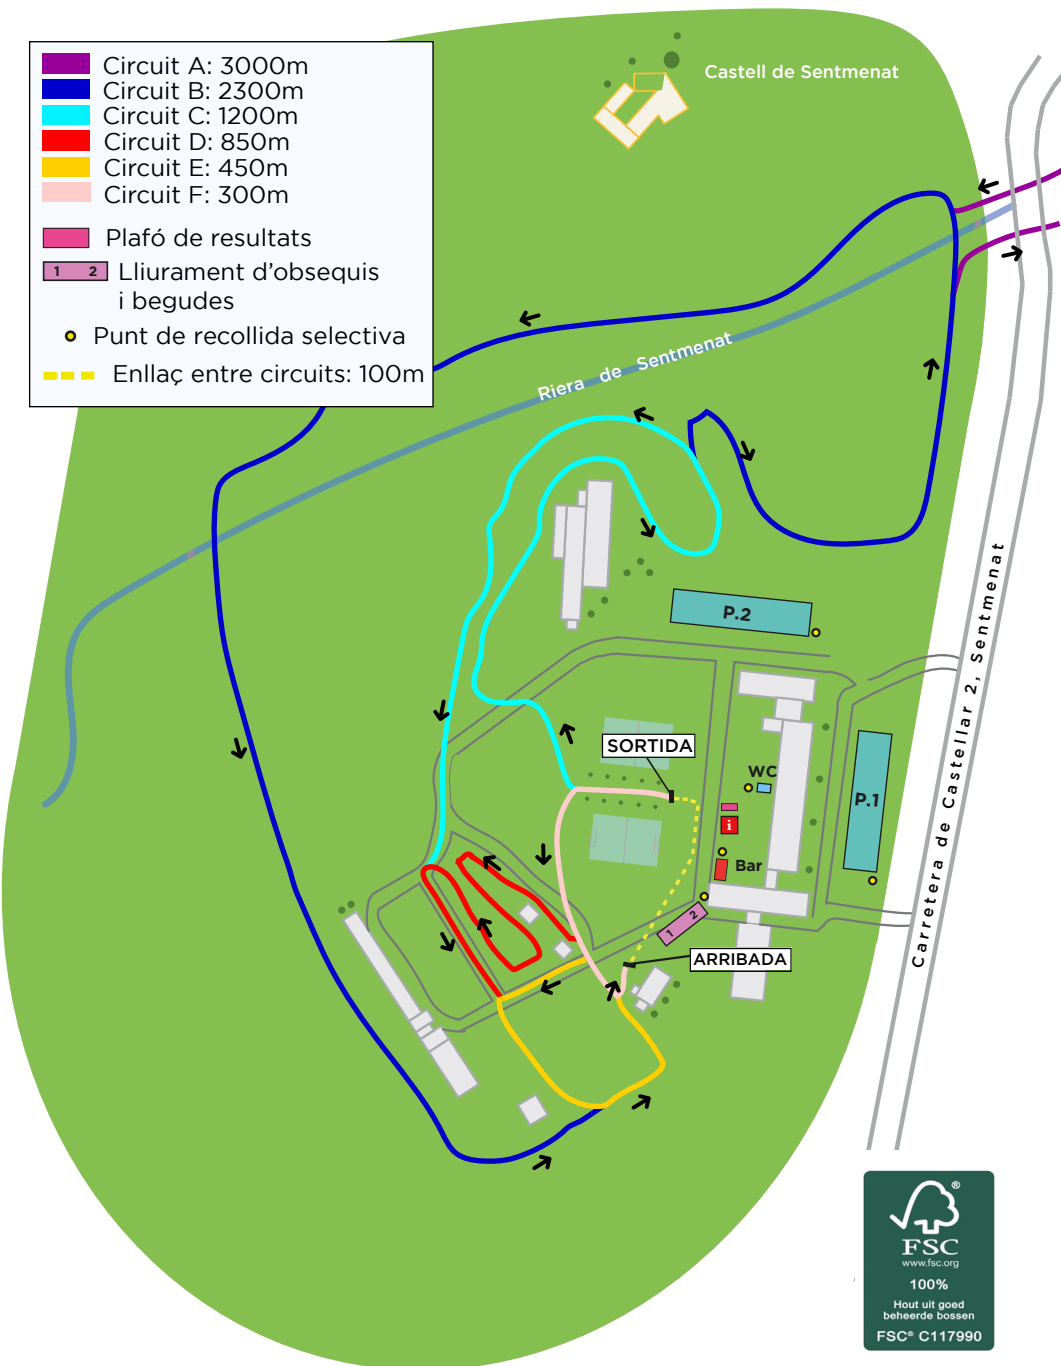 Circuit A: 3000m
Circuit B: 2300m
Circuit C: 1200m
Circuit D: 850m
Circuit E: 450m
Circuit F: 300m
Plafó de resultats
1 2 Lliurament d'obsequis
i begudes
Punt de recollida selectiva
Enllaç entre circuits: 100m
Castell de Sentmenat
Riera de Sentmenat
P.2
SORTIDA
WC
P.1
i
Bar
1 2
ARRIBADA
Carretera de Castellar 2, Sentmenat
®
FSC
www.fsc.org
100%
Hout uit goed
beheerde bossen
FSC® C117990